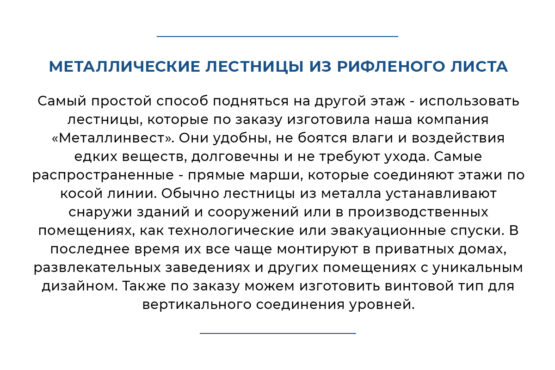 МЕТАЛЛИЧЕСКИЕ ЛЕСТНИЦЫ ИЗ РИФЛЕНОГО ЛИСТА
Самый простой способ подняться на другой этаж - использовать
лестницы, которые по заказу изготовила наша компания
«Металлинвест». Они удобны, не боятся влаги и воздействия
едких веществ, долговечны и не требуют ухода. Самые
распространенные - прямые марши, которые соединяют этажи по
косой линии. Обычно лестницы из металла устанавливают
снаружи зданий и сооружений или в производственных
помещениях, как технологические или эвакуационные спуски. В
последнее время их все чаще монтируют в приватных домах,
развлекательных заведениях и других помещениях с уникальным
дизайном. Также по заказу можем изготовить винтовой тип для
вертикального соединения уровней.